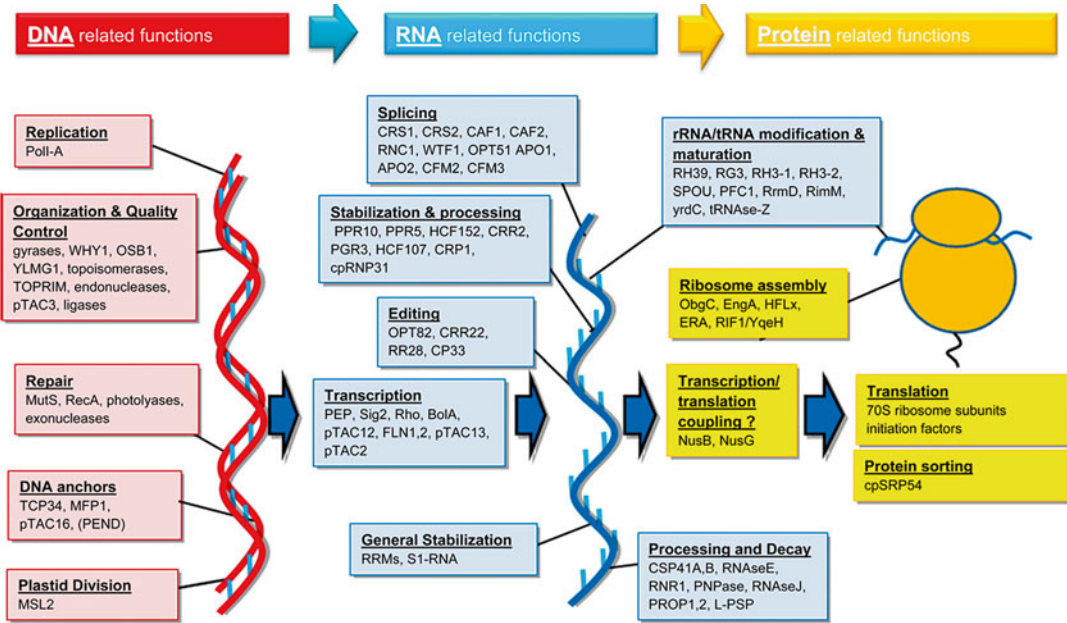 DNA related functions
RNA related functions
Protein related functions
Replication
PolI-A
Organization & Quality
Control
gyrases, WHY1, OSB1,
YLMG1, topoisomerases,
TOPRIM, endonucleases,
pTAC3, ligases
Repair
MutS, RecA, photolyases,
exonucleases
DNA anchors
TCP34, MFP1,
pTAC16, (PEND)
Plastid Division
MSL2
Splicing
CRS1, CRS2, CAF1, CAF2,
RNC1, WTF1, OPT51 APO1,
APO2, CFM2, CFM3
Stabilization & processing
PPR10, PPR5, HCF152, CRR2,
PGR3, HCF107, CRP1,
cpRNP31
Editing
OPT82, CRR22,
RR28, CP33
Transcription
PEP, Sig2, Rho, BolA,
pTAC12, FLN1,2, pTAC13,
pTAC2
General Stabilization
RRMs, S1-RNA
Processing and Decay
CSP41A,B, RNAseE,
RNR1, PNPase, RNAseJ,
PROP1,2, L-PSP
rRNA/tRNA modification &
maturation
RH39, RG3, RH3-1, RH3-2,
SPOU, PFC1, RrmD, RimM,
yrdC, tRNAse-Z
Ribosome assembly
ObgC, EngA, HFLx,
ERA, RIF1/YqeH
Transcription/
translation
coupling ?
NusB, NusG
Translation
70S ribosome subunits
initiation factors
Protein sorting
cpSRP54